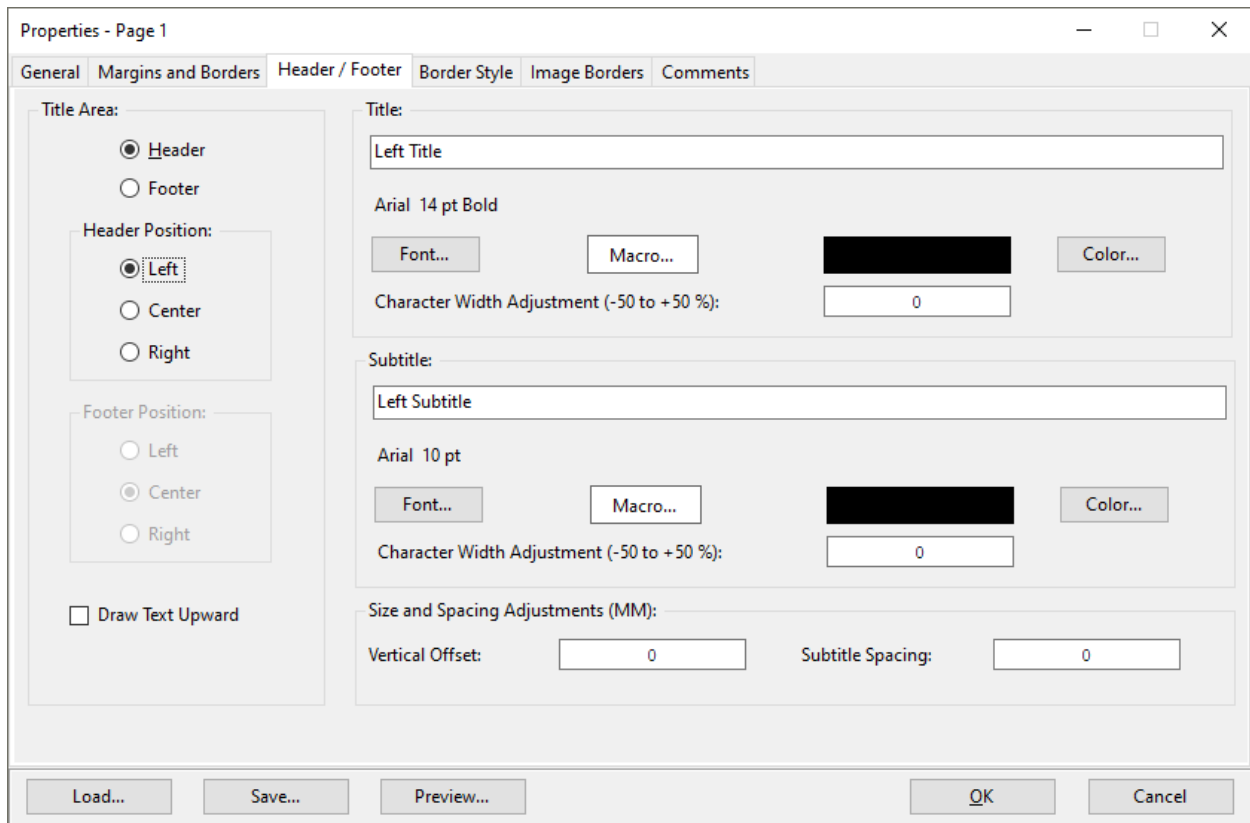 Properties - Page 1
General Margins and Borders Header / Footer Border Style Image Borders Comments
Title Area:
Header
Footer
Header Position:
Left
Center
Right
Footer Position:
Left
Center
Right
Draw Text Upward
Title:
Left Title
Arial 14 pt Bold
Font... Macro... Color...
Character Width Adjustment (-50 to +50 %): 0
Subtitle:
Left Subtitle
Arial 10 pt
Font... Macro... Color...
Character Width Adjustment (-50 to +50 %): 0
Size and Spacing Adjustments (MM):
Vertical Offset: 0 Subtitle Spacing: 0
Load... Save... Preview... OK Cancel